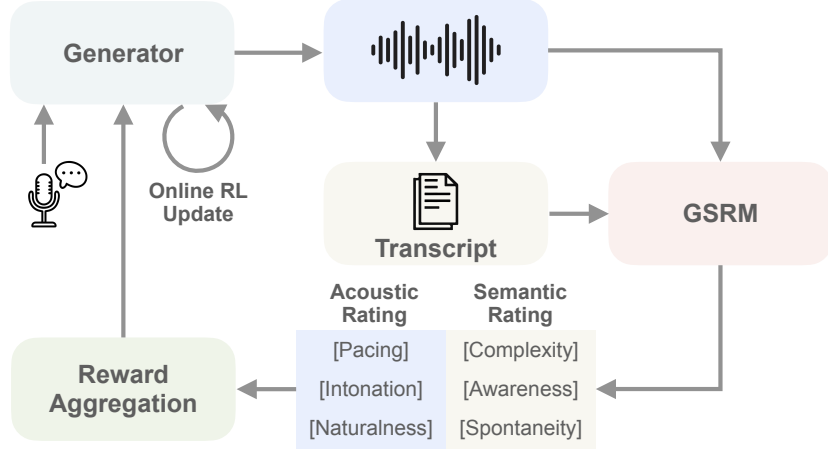 Generator
Online RL
Update
Transcript
GSRM
Acoustic
Rating
Semantic
Rating
[Pacing]
[Complexity]
[Intonation]
[Awareness]
[Naturalness]
[Spontaneity]
Reward
Aggregation